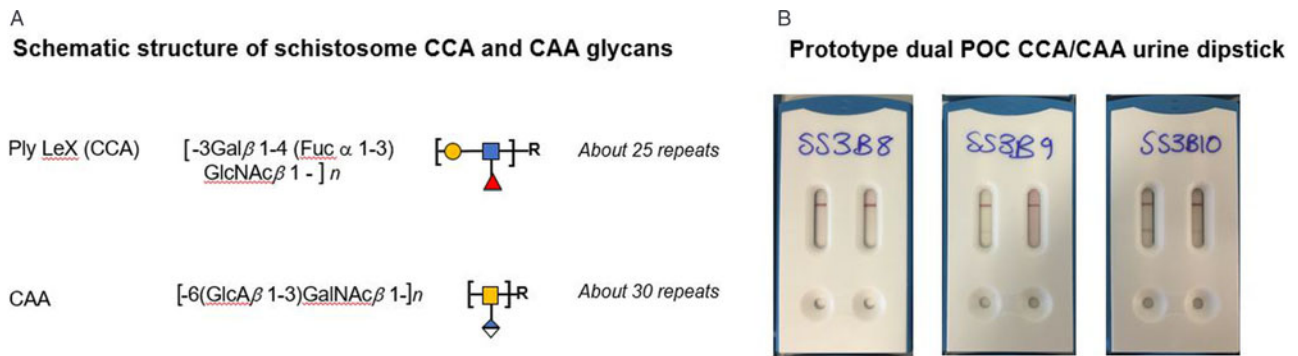 A
Schematic structure of schistosome CCA and CAA glycans
Ply LeX (CCA)
[-3Galβ 1-4 (Fuc α 1-3)
GlcNAcβ 1 - ] n
[ ]-R
About 25 repeats
CAA
[-6(GlcAβ 1-3)GalNAcβ 1-]n
[ ]-R
About 30 repeats
B
Prototype dual POC CCA/CAA urine dipstick
SS3B8
SS3B9
SS3B10